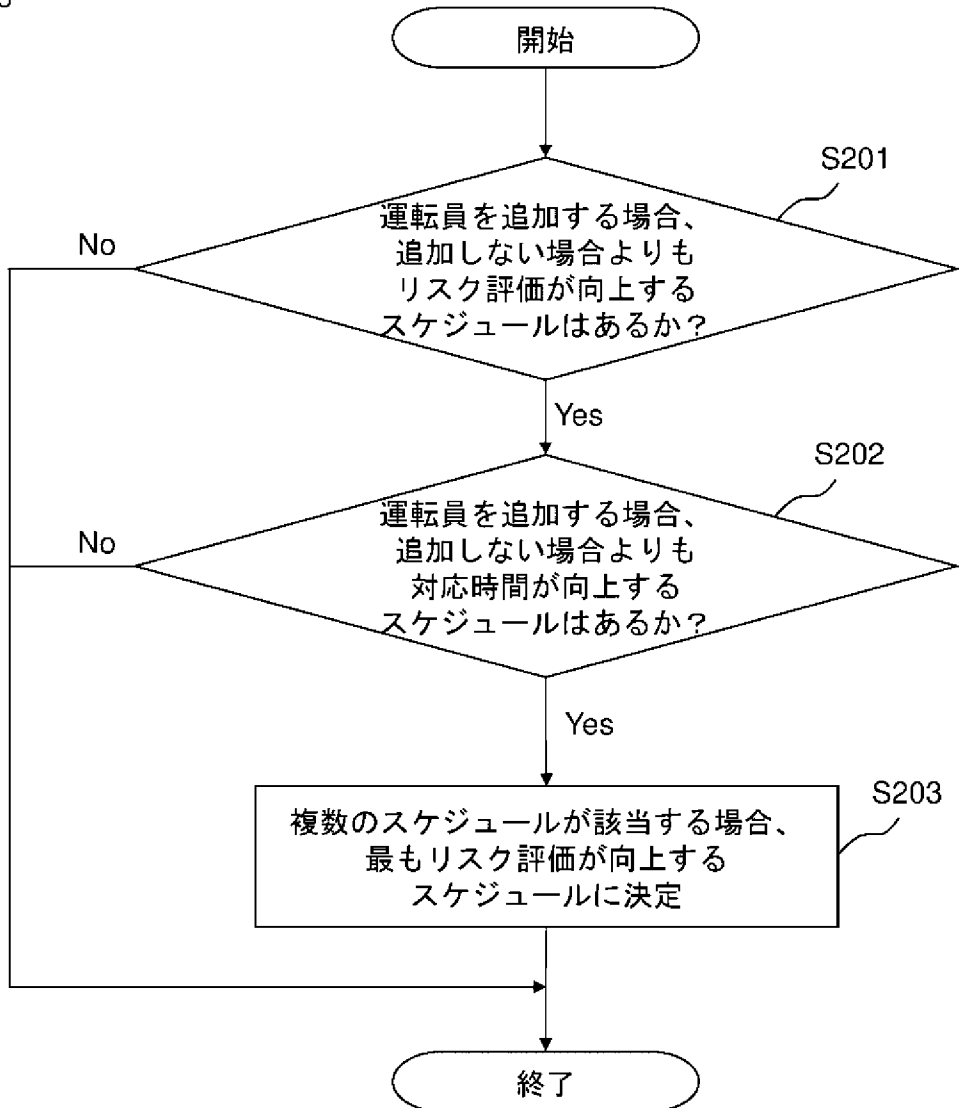 開始
S201
運転員を追加する場合、
追加しない場合よりも
リスク評価が向上する
スケジュールはあるか？
No
Yes
S202
運転員を追加する場合、
追加しない場合よりも
対応時間が向上する
スケジュールはあるか？
No
Yes
S203
複数のスケジュールが該当する場合、
最もリスク評価が向上する
スケジュールに決定
終了